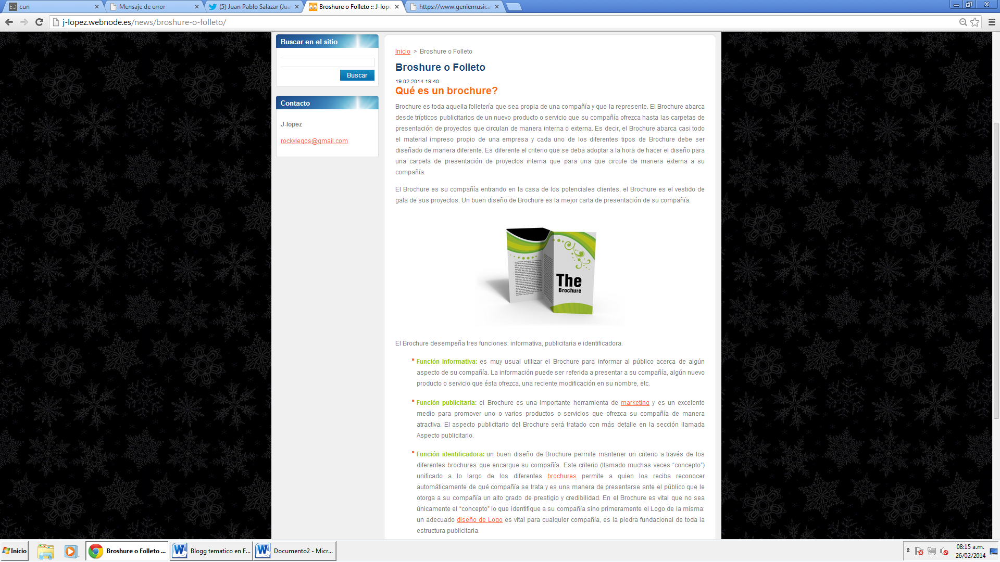 cun
Mensaje de error
(5) Juan Pablo Salazar (Jua
Broshure o Folleto :: J-lope
https://www.geniemusica
j-lopez.webnode.es/news/broshure-o-folleto/
Buscar en el sitio
Buscar
Contacto
J-lopez
rockylegos@gmail.com
Inicio > Broshure o Folleto
Broshure o Folleto
19.02.2014 19:40
Qué es un brochure?
Brochure es toda aquella folletería que sea propia de una compañía y que la represente. El Brochure abarca
desde trípticos publicitarios de un nuevo producto o servicio que su compañía ofrezca hasta las carpetas de
presentación de proyectos que circulan de manera interna o externa. Es decir, el Brochure abarca casi todo
el material impreso propio de una empresa y cada uno de los diferentes tipos de Brochure debe ser
diseñado de manera diferente. Es diferente el criterio que se deba adoptar a la hora de hacer el diseño para
una carpeta de presentación de proyectos interna que para una que circule de manera externa a su
compañía.
El Brochure es su compañía entrando en la casa de los potenciales clientes, el Brochure es el vestido de
gala de sus proyectos. Un buen diseño de Brochure es la mejor carta de presentación de su compañía.
The
Brochure
El Brochure desempeña tres funciones: informativa, publicitaria e identificadora.
Función informativa: es muy usual utilizar el Brochure para informar al público acerca de algún
aspecto de su compañía. La información puede ser referida a presentar a su compañía, algún nuevo
producto o servicio que ésta ofrezca, una reciente modificación en su nombre, etc.
Función publicitaria: el Brochure es una importante herramienta de marketing y es un excelente
medio para promover uno o varios productos o servicios que ofrezca su compañía de manera
atractiva. El aspecto publicitario del Brochure será tratado con más detalle en la sección llamada
Aspecto publicitario.
Función identificadora: un buen diseño de Brochure permite mantener un criterio a través de los
diferentes brochures que encargue su compañía. Este criterio (llamado muchas veces “concepto”)
unificado a lo largo de los diferentes brochures permite a quien los reciba reconocer
automáticamente de qué compañía se trata y es una manera de presentarse ante el público que le
otorga a su compañía un alto grado de prestigio y credibilidad. En el Brochure es vital que no sea
únicamente el “concepto” lo que identifique a su compañía sino primeramente el Logo de la misma:
un adecuado diseño de Logo es vital para cualquier compañía, es la piedra fundacional de toda la
estructura publicitaria.
Inicio
Broshure o Folleto ...
Blogg tematico en F...
Documento2 - Micr...
08:15 a.m.
26/02/2014